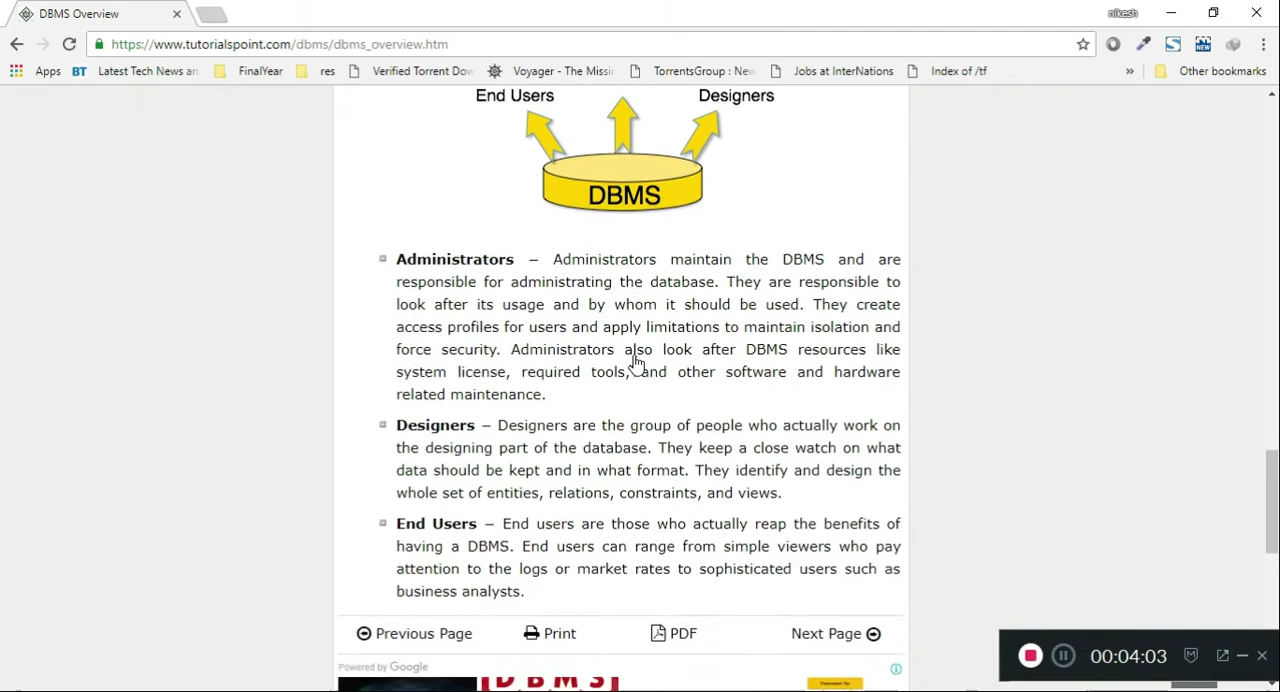 DBMS Overview
nikesh
https://www.tutorialspoint.com/dbms/dbms_overview.htm
NEW
Apps BT Latest Tech News an FinalYear res Verified Torrent Dow Voyager - The Missi TorrentsGroup : New Jobs at InterNations Index of /tf » Other bookmarks
End Users Designers
DBMS
Administrators – Administrators maintain the DBMS and are
responsible for administrating the database. They are responsible to
look after its usage and by whom it should be used. They create
access profiles for users and apply limitations to maintain isolation and
force security. Administrators also look after DBMS resources like
system license, required tools, and other software and hardware
related maintenance.
Designers – Designers are the group of people who actually work on
the designing part of the database. They keep a close watch on what
data should be kept and in what format. They identify and design the
whole set of entities, relations, constraints, and views.
End Users – End users are those who actually reap the benefits of
having a DBMS. End users can range from simple viewers who pay
attention to the logs or market rates to sophisticated users such as
business analysts.
Previous Page Print PDF Next Page
00:04:03
Powered by Google
[DBMS]